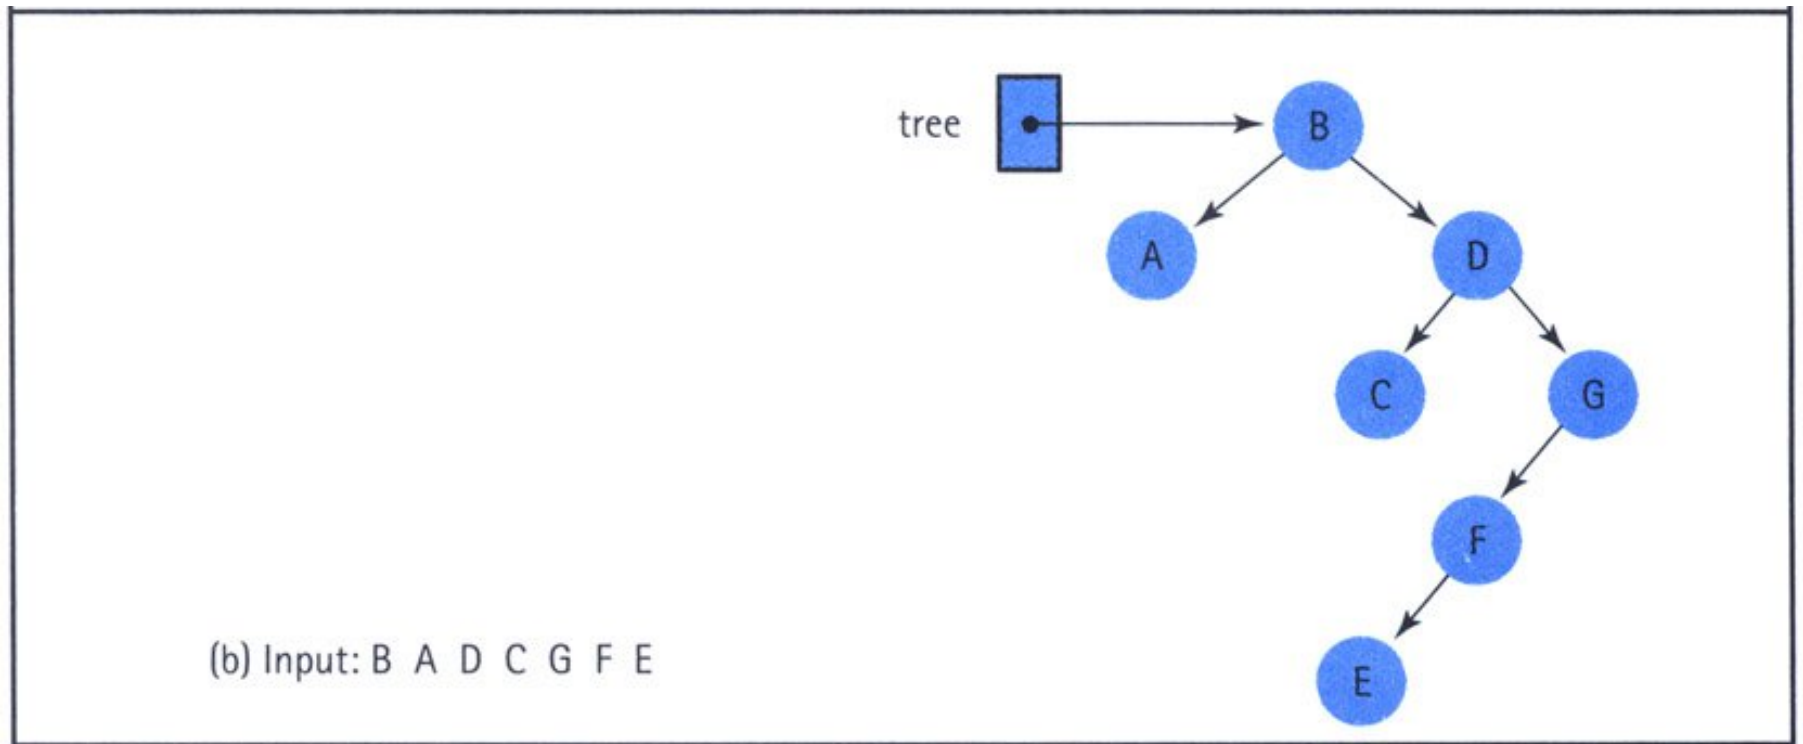 tree B
A D
C G
F
(b) Input: B A D C G F E
E